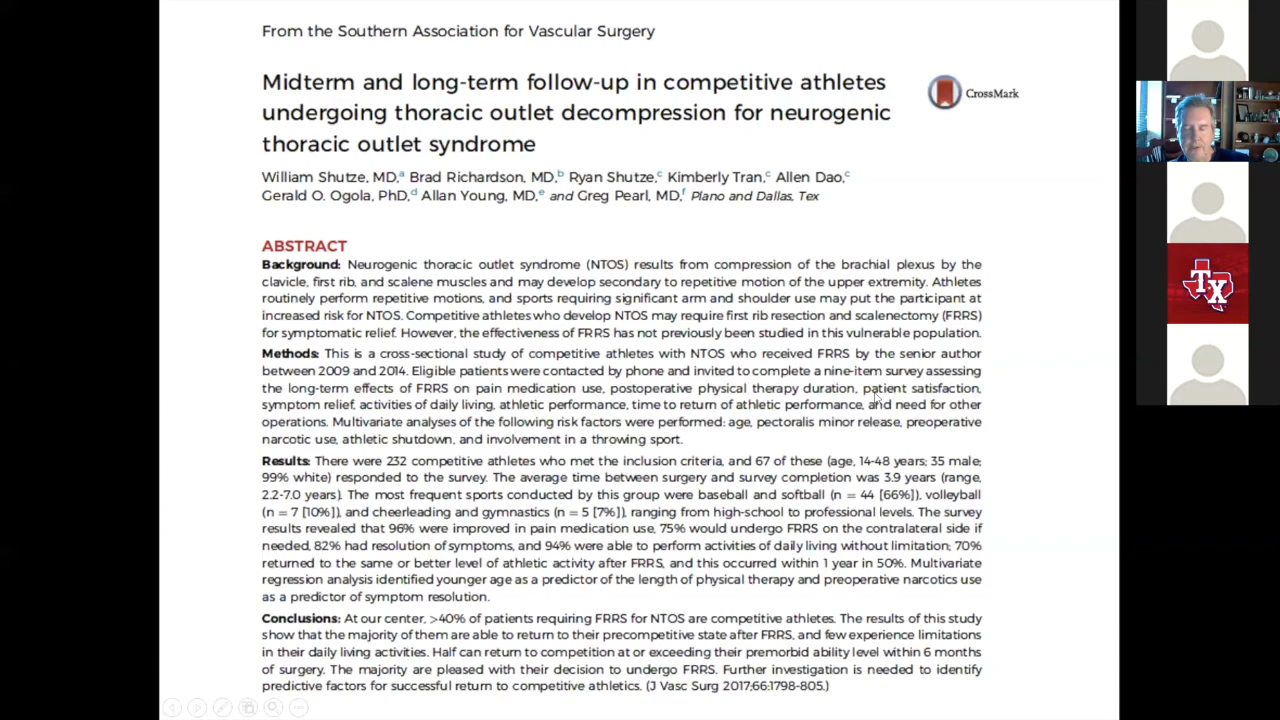 From the Southern Association for Vascular Surgery
Midterm and long-term follow-up in competitive athletes
undergoing thoracic outlet decompression for neurogenic
thoracic outlet syndrome
CrossMark
William Shutze, MD,a Brad Richardson, MD,b Ryan Shutze,c Kimberly Tran,c Allen Dao,c
Gerald O. Ogola, PhD,d Allan Young, MD,e and Greg Pearl, MD,f Plano and Dallas, Tex
ABSTRACT
Background: Neurogenic thoracic outlet syndrome (NTOS) results from compression of the brachial plexus by the
clavicle, first rib, and scalene muscles and may develop secondary to repetitive motion of the upper extremity. Athletes
routinely perform repetitive motions, and sports requiring significant arm and shoulder use may put the participant at
increased risk for NTOS. Competitive athletes who develop NTOS may require first rib resection and scalenectomy (FRRS)
for symptomatic relief. However, the effectiveness of FRRS has not previously been studied in this vulnerable population.
Methods: This is a cross-sectional study of competitive athletes with NTOS who received FRRS by the senior author
between 2009 and 2014. Eligible patients were contacted by phone and invited to complete a nine-item survey assessing
the long-term effects of FRRS on pain medication use, postoperative physical therapy duration, patient satisfaction,
symptom relief, activities of daily living, athletic performance, time to return of athletic performance, and need for other
operations. Multivariate analyses of the following risk factors were performed: age, pectoralis minor release, preoperative
narcotic use, athletic shutdown, and involvement in a throwing sport.
Results: There were 232 competitive athletes who met the inclusion criteria, and 67 of these (age, 14-48 years; 35 male;
99% white) responded to the survey. The average time between surgery and survey completion was 3.9 years (range,
2.2-7.0 years). The most frequent sports conducted by this group were baseball and softball (n = 44 [66%]), volleyball
(n = 7 [10%]), and cheerleading and gymnastics (n = 5 [7%]), ranging from high-school to professional levels. The survey
results revealed that 96% were improved in pain medication use, 75% would undergo FRRS on the contralateral side if
needed, 82% had resolution of symptoms, and 94% were able to perform activities of daily living without limitation; 70%
returned to the same or better level of athletic activity after FRRS, and this occurred within 1 year in 50%. Multivariate
regression analysis identified younger age as a predictor of the length of physical therapy and preoperative narcotics use
as a predictor of symptom resolution.
Conclusions: At our center, >40% of patients requiring FRRS for NTOS are competitive athletes. The results of this study
show that the majority of them are able to return to their precompetitive state after FRRS, and few experience limitations
in their daily living activities. Half can return to competition at or exceeding their premorbid ability level within 6 months
of surgery. The majority are pleased with their decision to undergo FRRS. Further investigation is needed to identify
predictive factors for successful return to competitive athletics. (J Vasc Surg 2017;66:1798-805.)
TX